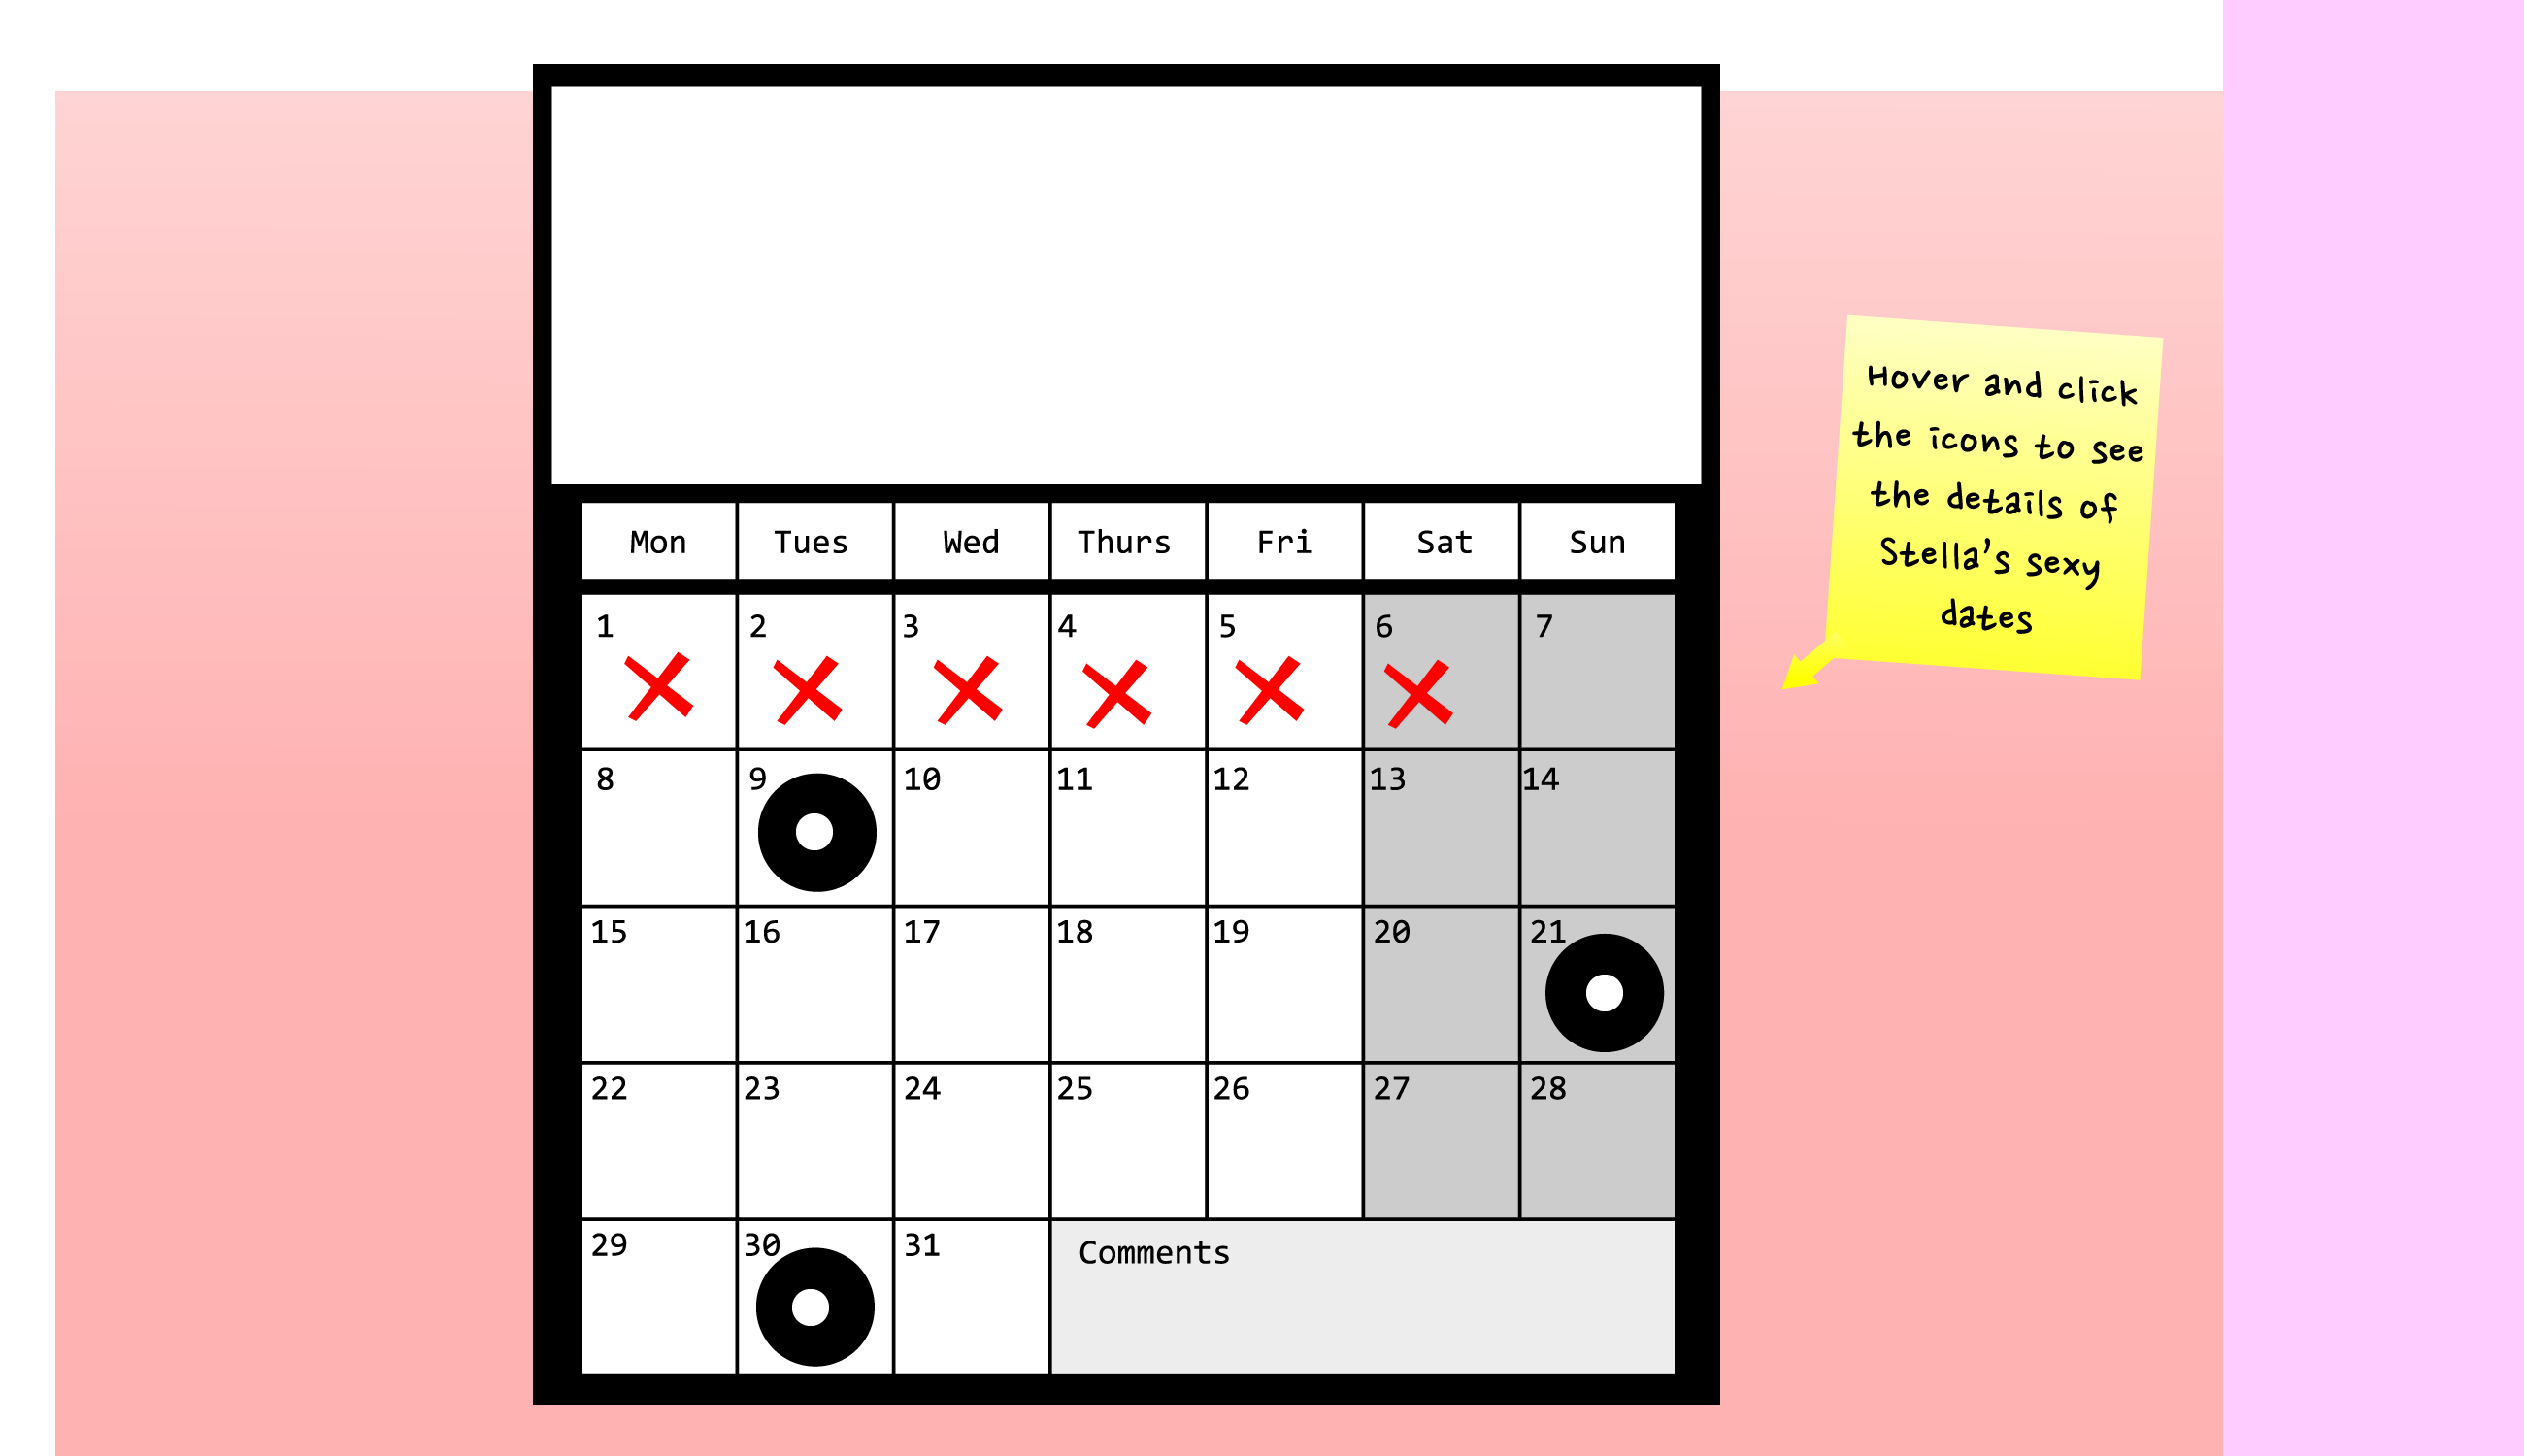 Hover and click
the icons to see
the details of
Stella's sexy
dates
Mon Tues Wed Thurs Fri Sat Sun
1 2 3 4 5 6 7
8 9 10 11 12 13 14
15 16 17 18 19 20 21
22 23 24 25 26 27 28
29 30 31 Comments